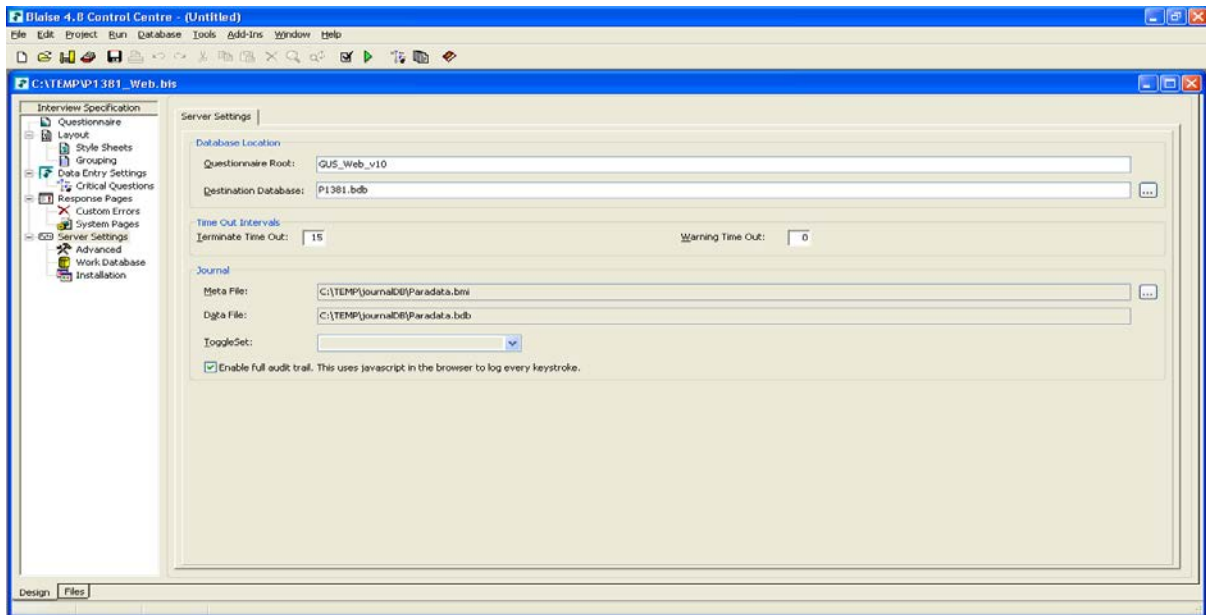 Blaise 4.8 Control Centre - (Untitled)
File Edit Project Run Database Tools Add-Ins Window Help
C:\TEMP\P1381_Web.bis
Interview Specification
Questionnaire
Layout
Style Sheets
Grouping
Data Entry Settings
Critical Questions
Response Pages
Custom Errors
System Pages
Server Settings
Advanced
Work Database
Installation
Server Settings
Database Location
Questionnaire Root: GUS_Web_v10
Destination Database: P1381.bdb ...
Time Out Intervals
Terminate Time Out: 15 Warning Time Out: 0
Journal
Meta File: C:\TEMP\journalDB\Paradata.bmi ...
Data File: C:\TEMP\journalDB\Paradata.bdb
ToggleSet:
Enable full audit trail. This uses javascript in the browser to log every keystroke.
Design Files